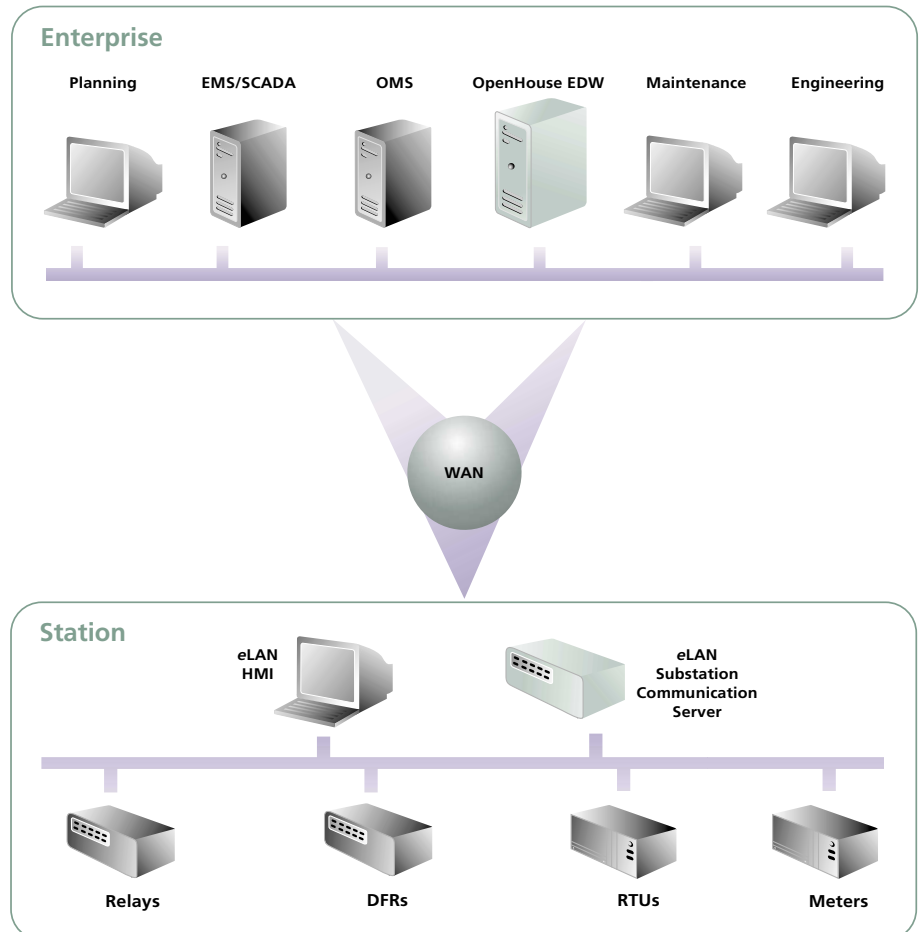 Enterprise
Planning
EMS/SCADA
OMS
OpenHouse EDW
Maintenance
Engineering
WAN
Station
eLAN
HMI
eLAN
Substation
Communication
Server
Relays
DFRs
RTUs
Meters